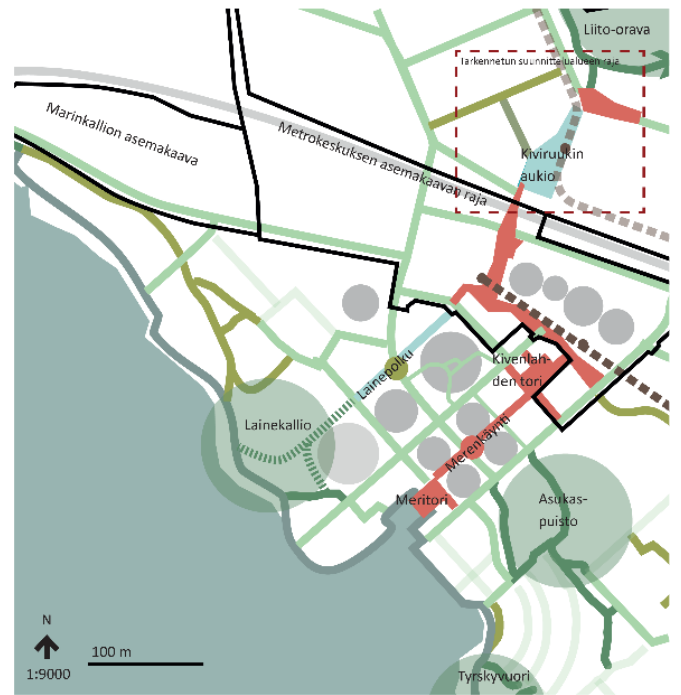 Liito-orava
Tarkennetun suunnittelualueen raja
Marinkallion asemakaava
Metrokeskuksen asemakaavan raja
Kiviruukin
aukio
Lainepolku
Kivenlah-
den tori
Lainekallio
Merenkäynti
Meritori
Asukas-
puisto
N
100 m
1:9000
Tyrskyvuori